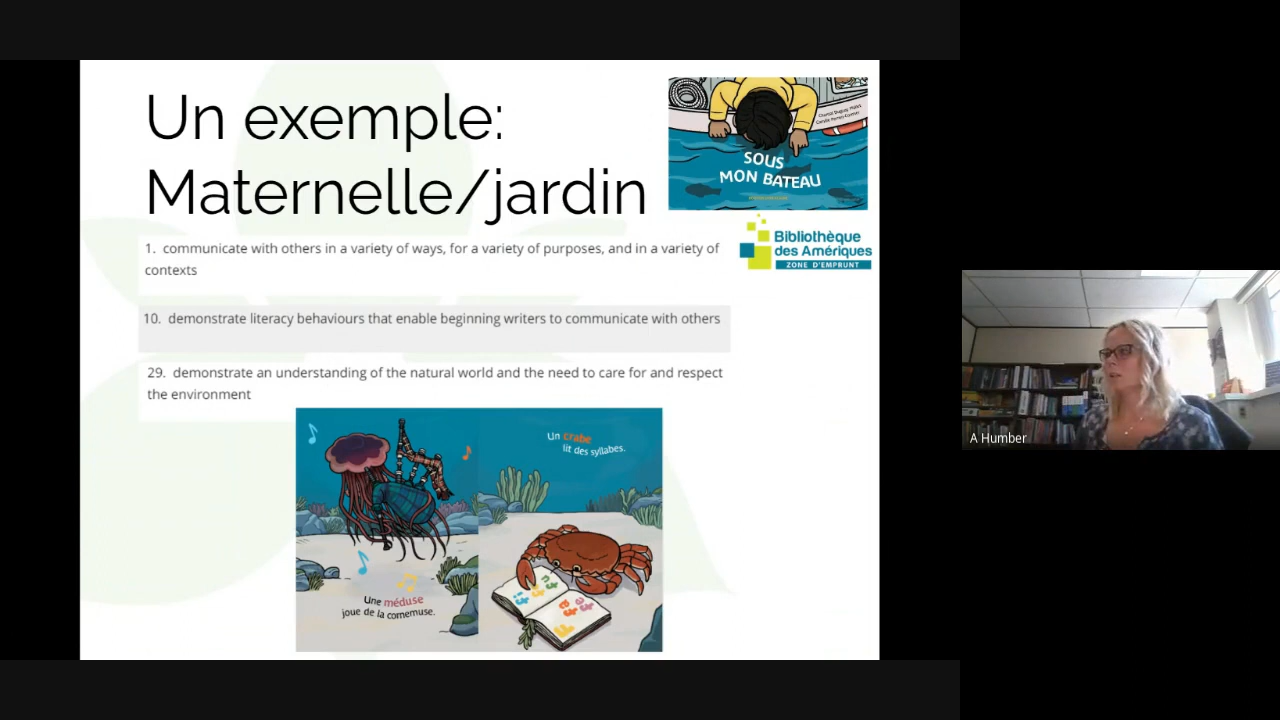 Un exemple:
Maternelle/jardin
SOUS
MON BATEAU
Bibliothèque
des Amériques
ZONE D'EMPRUNT
1. communicate with others in a variety of ways, for a variety of purposes, and in a variety of
contexts
10. demonstrate literacy behaviours that enable beginning writers to communicate with others
29. demonstrate an understanding of the natural world and the need to care for and respect
the environment
Un crabe
lit des syllabes.
Une méduse
joue de la cornemuse.
A Humber